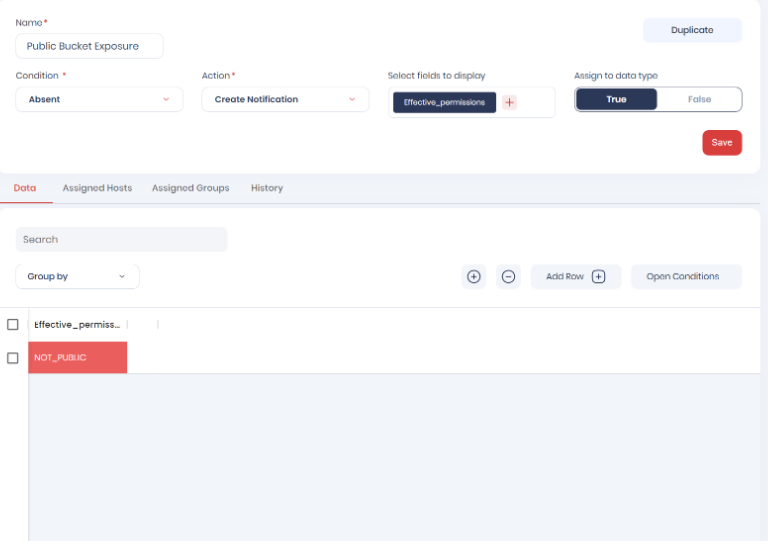 Name*
Duplicate
Public Bucket Exposure
Condition *
Action*
Select fields to display
Assign to data type
Absent
Create Notification
Effective_permissions +
True
False
Save
Data
Assigned Hosts
Assigned Groups
History
Search
Group by
Add Row
Open Conditions
Effective_permiss...
NOT_PUBLIC